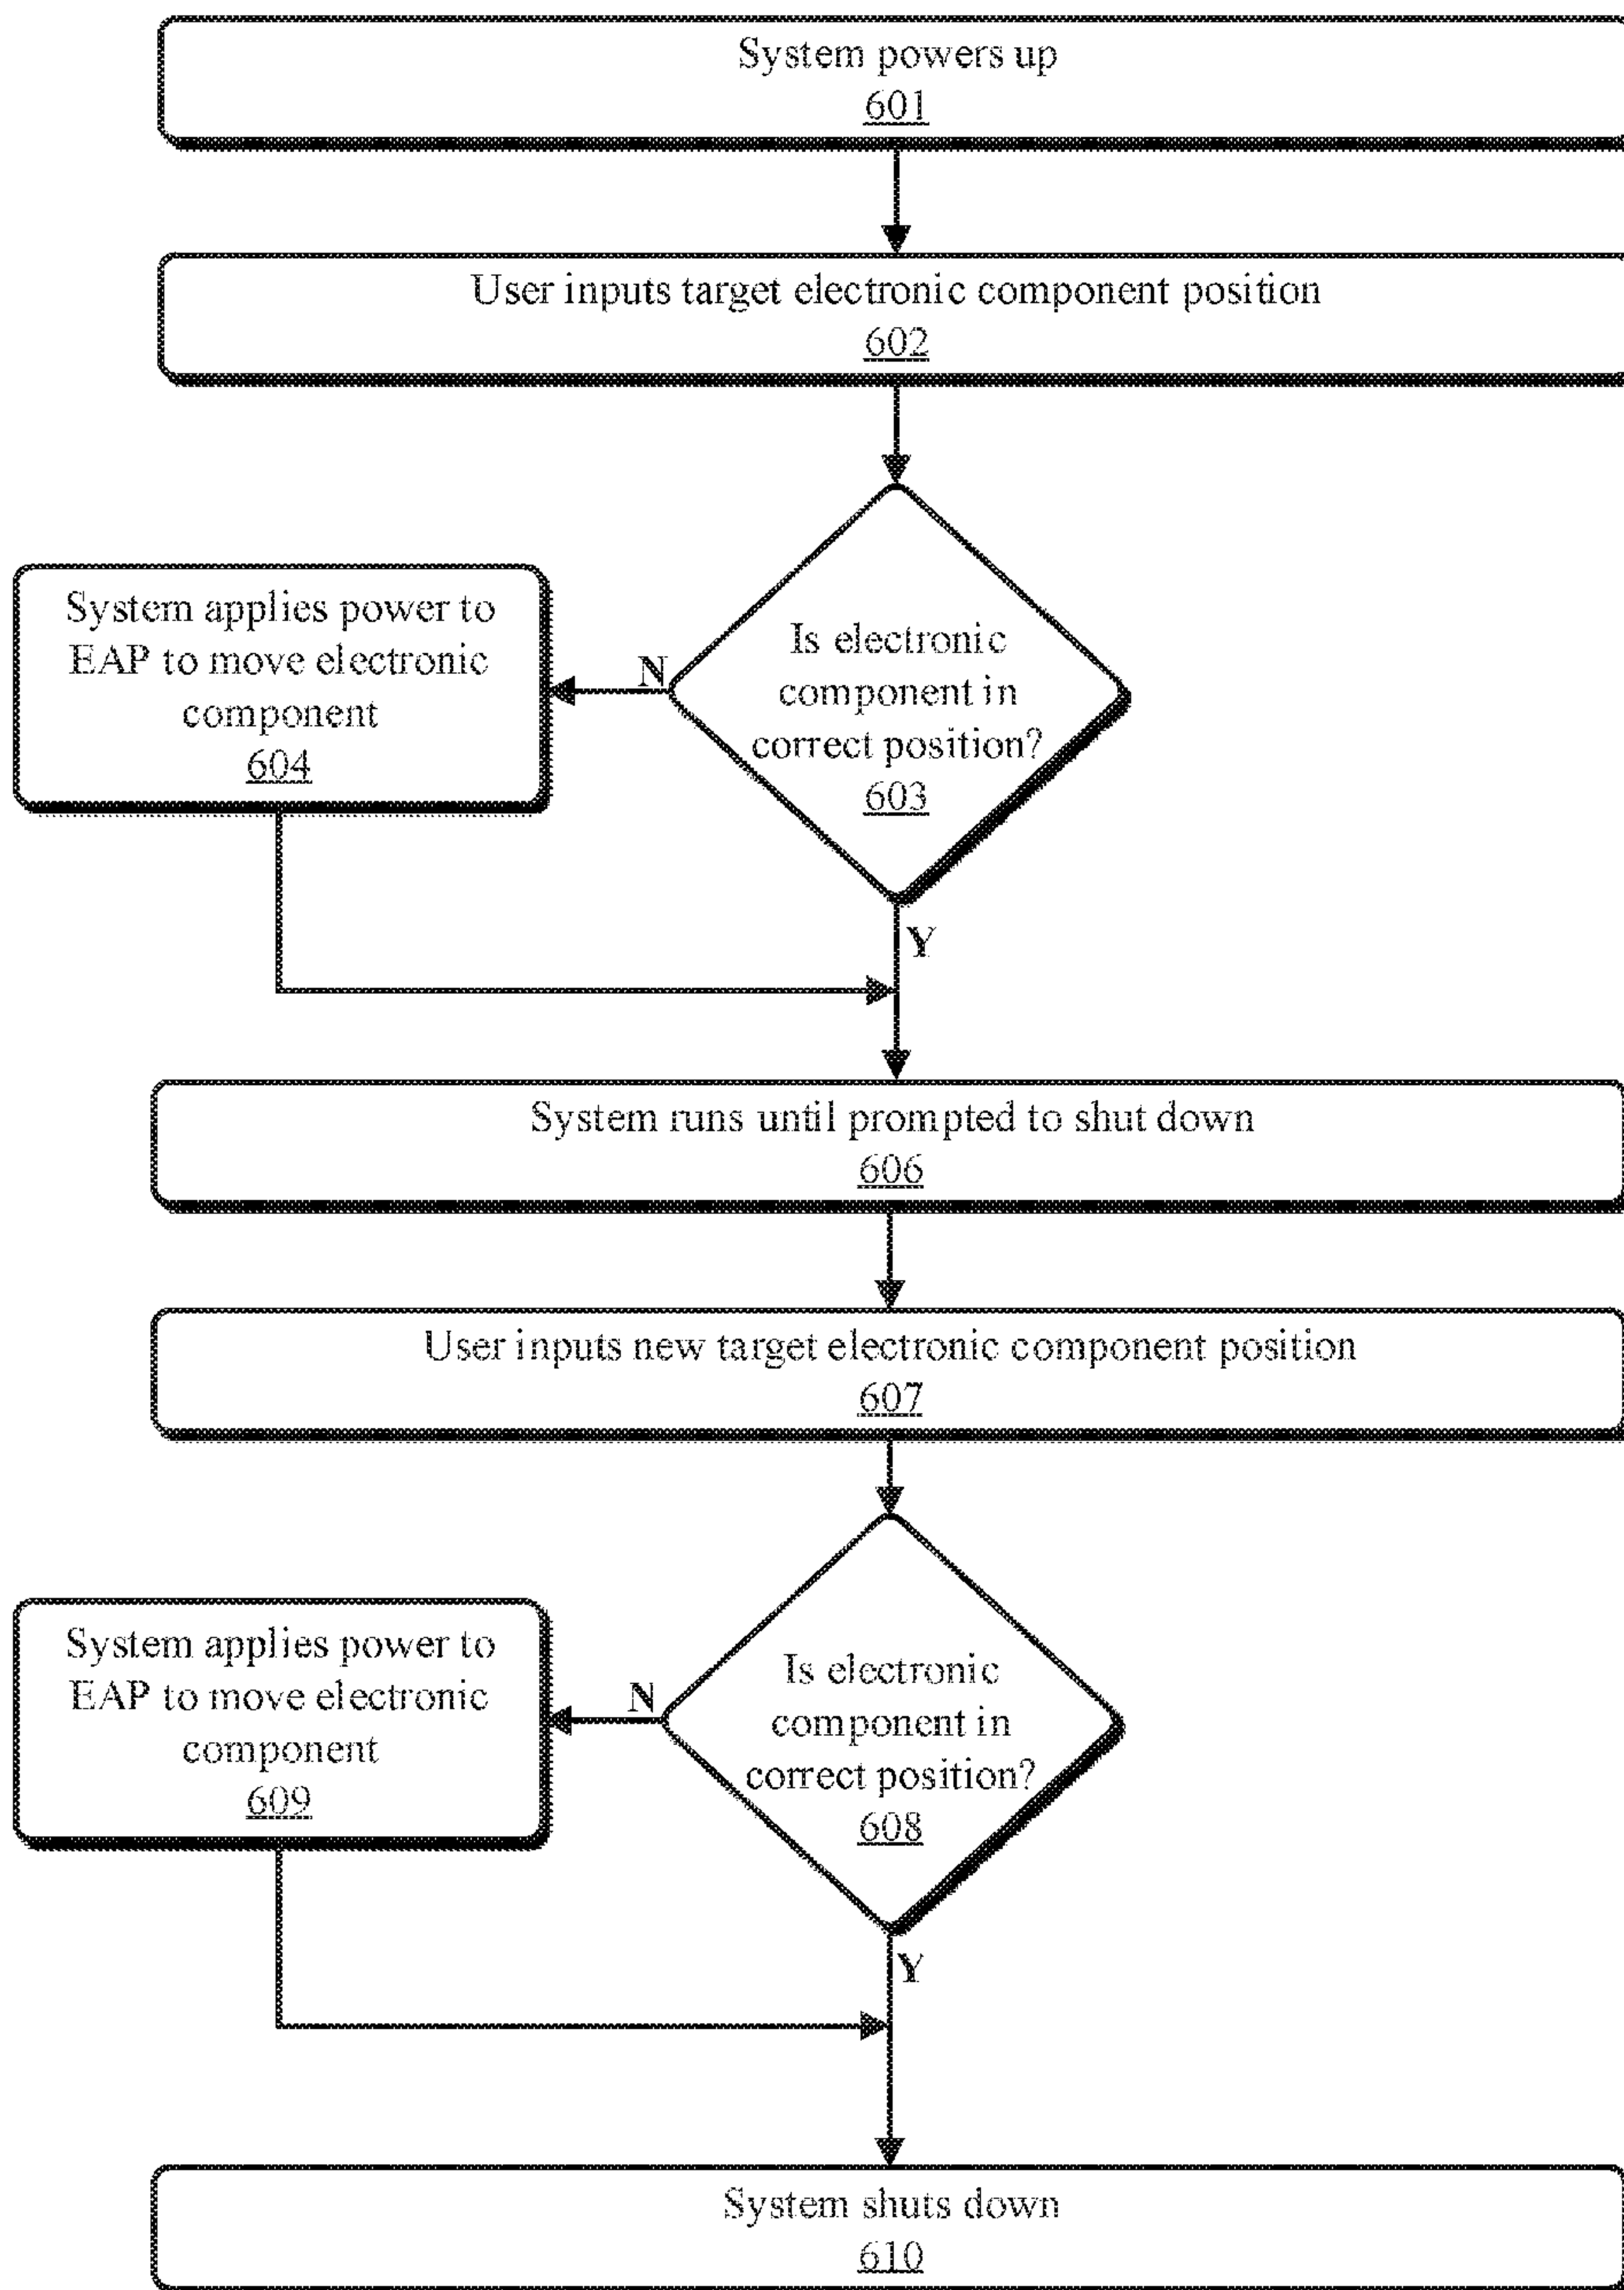 System powers up
601
User inputs target electronic component position
602
System applies power to
EAP to move electronic
component
604
N
Is electronic
component in
correct position?
603
Y
System runs until prompted to shut down
606
User inputs new target electronic component position
607
System applies power to
EAP to move electronic
component
609
N
Is electronic
component in
correct position?
608
Y
System shuts down
610